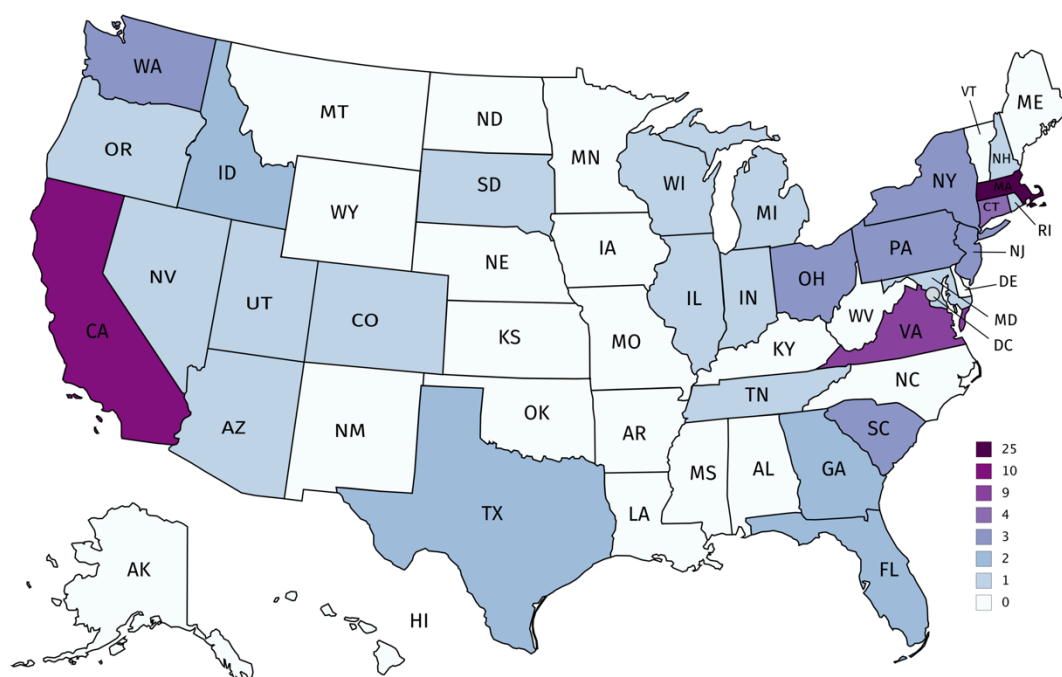 WA
MT
ND
MN
VT
ME
OR
ID
SD
WI
MI
NY
NH
MA
CT
RI
WY
IA
NE
PA
NJ
NV
UT
CO
IL
IN
OH
DE
MD
DC
WV
VA
CA
KS
MO
KY
NC
TN
AZ
NM
OK
AR
SC
MS
AL
GA
TX
LA
FL
AK
HI
25
10
9
4
3
2
1
0